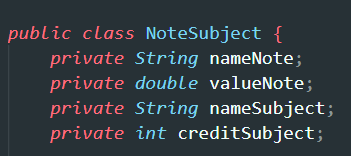 public class NoteSubject {
    private String nameNote;
    private double valueNote;
    private String nameSubject;
    private int creditSubject;